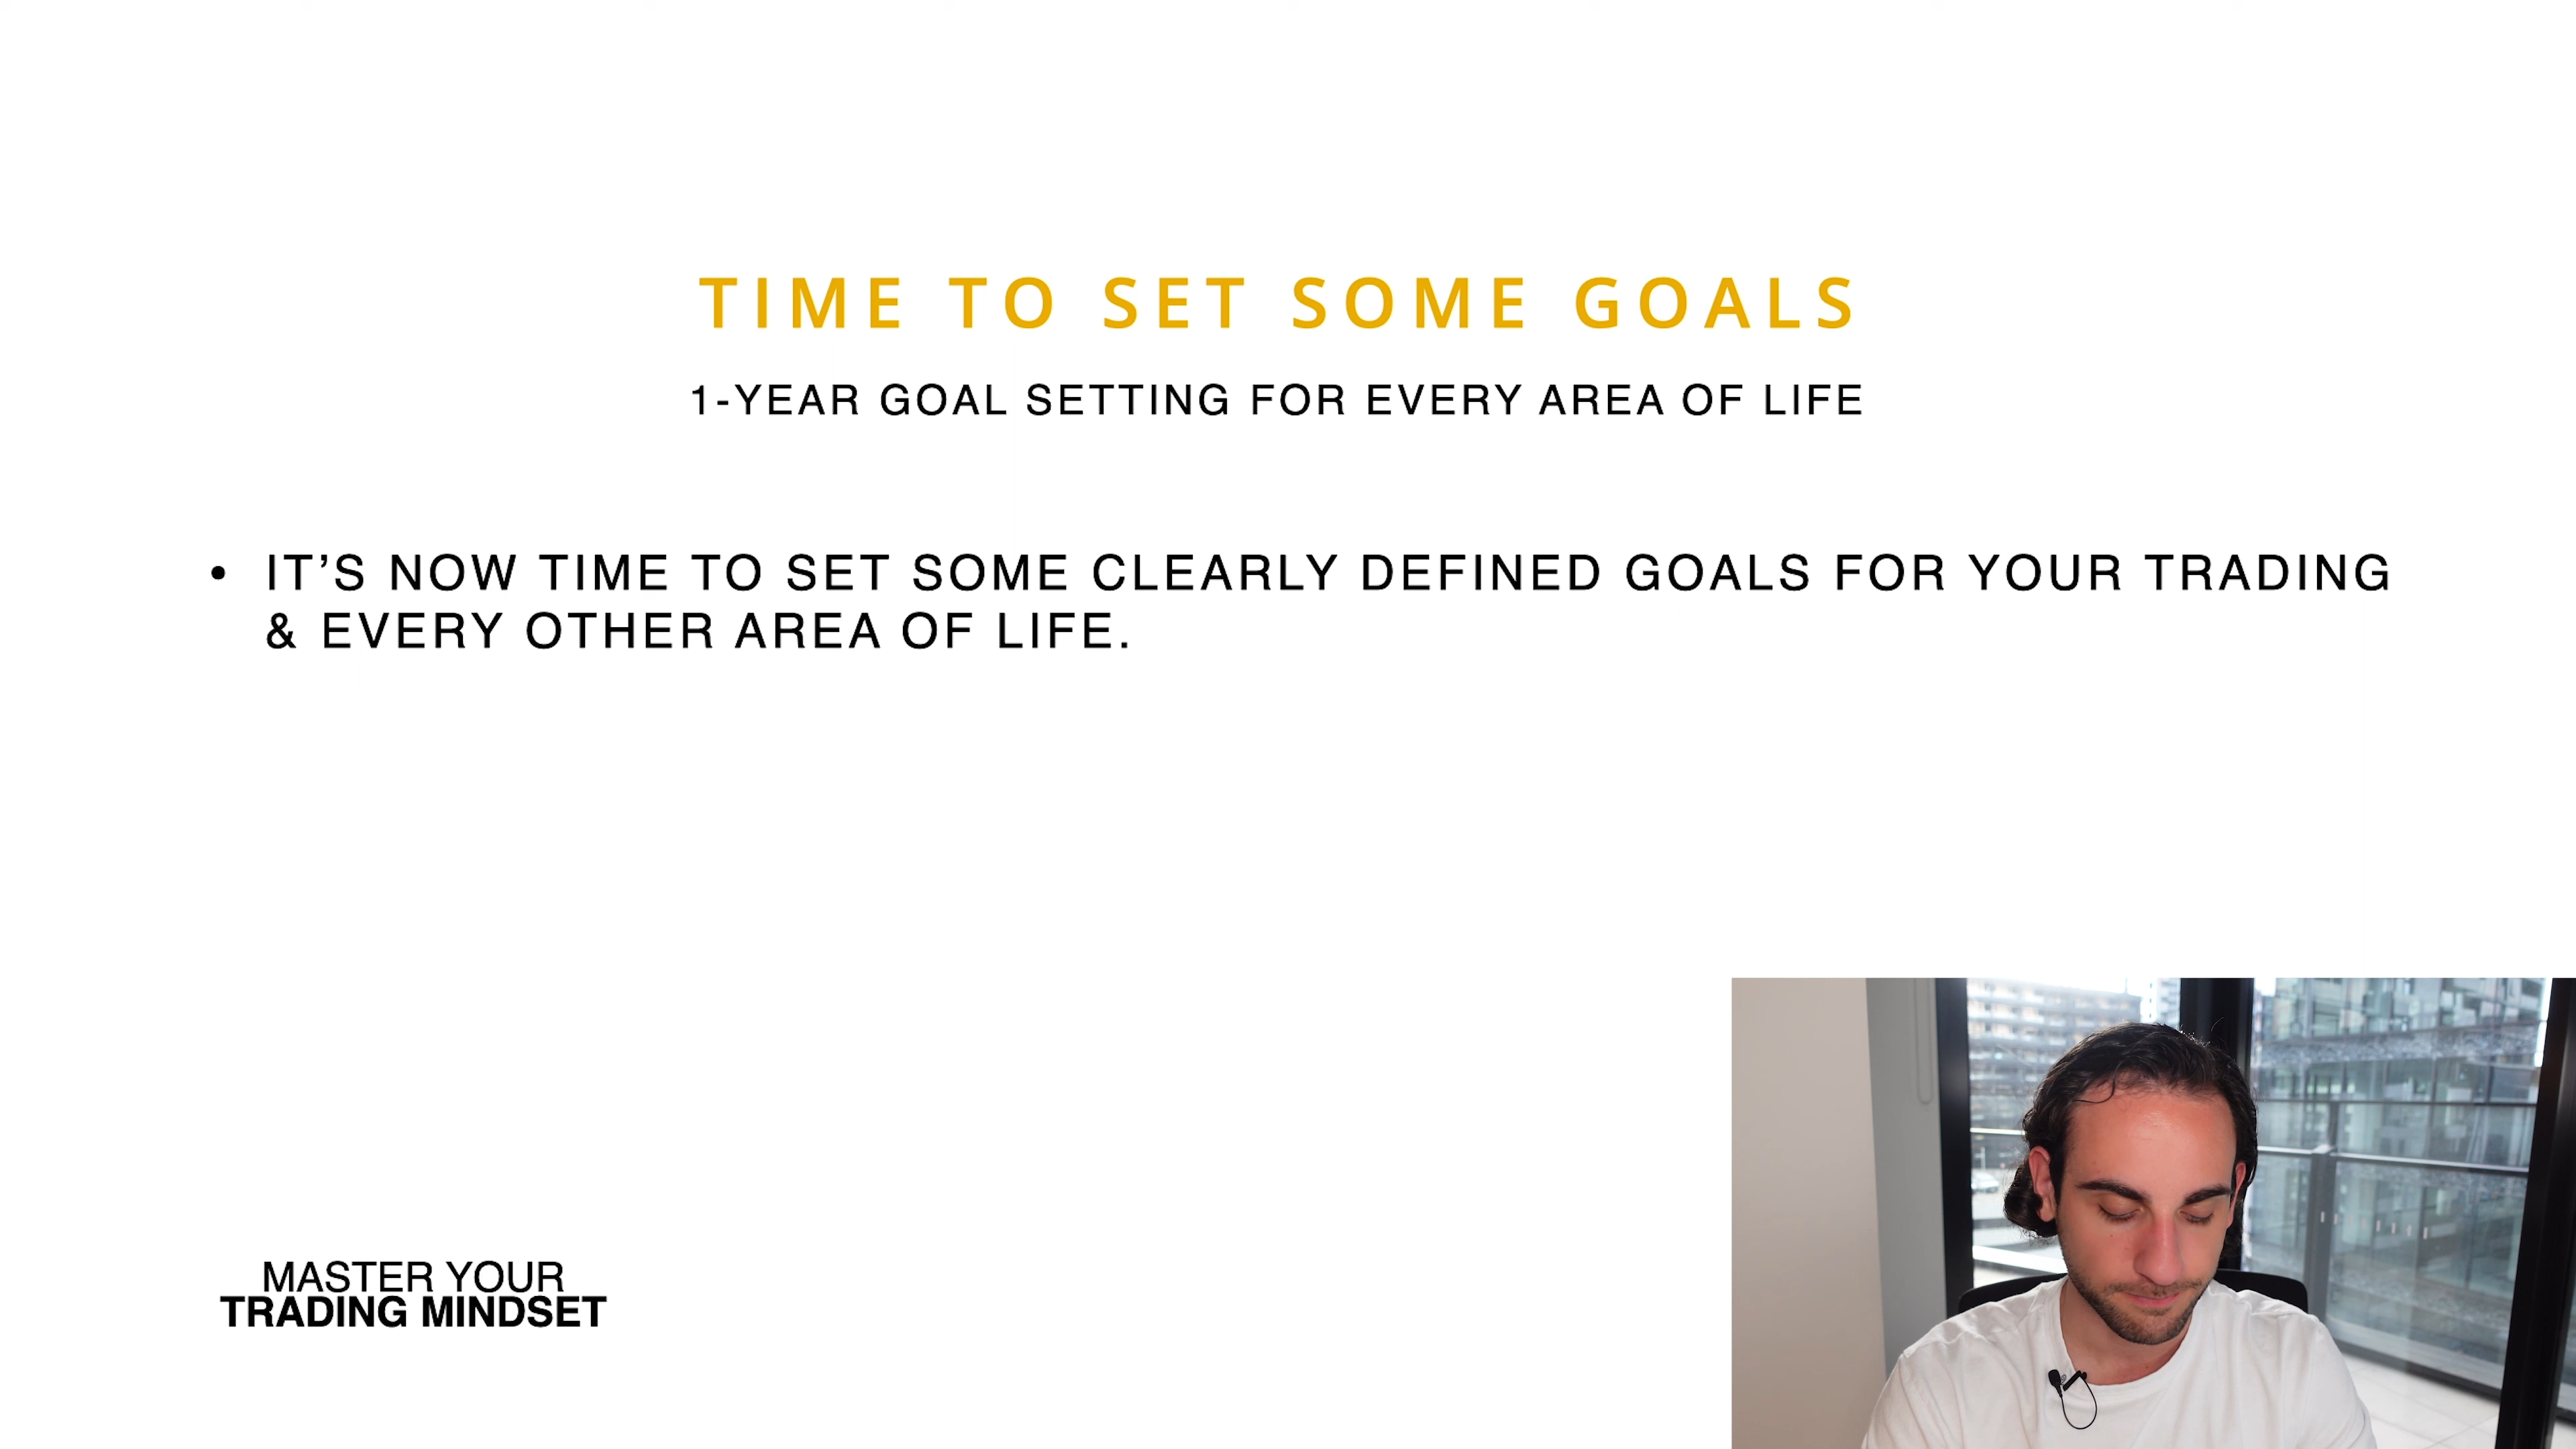 TIME TO SET SOME GOALS
1-YEAR GOAL SETTING FOR EVERY AREA OF LIFE
• IT’S NOW TIME TO SET SOME CLEARLY DEFINED GOALS FOR YOUR TRADING
& EVERY OTHER AREA OF LIFE.
MASTER YOUR
TRADING MINDSET